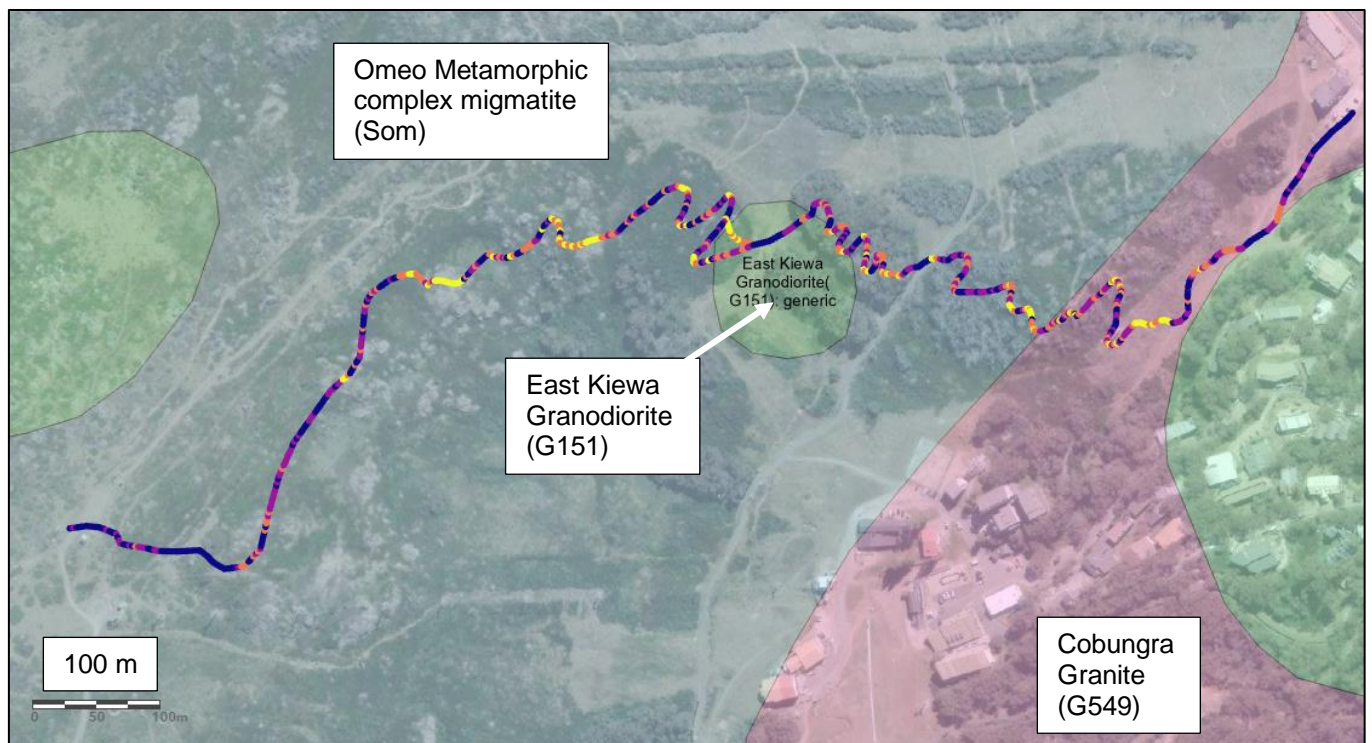 Omeo Metamorphic
complex migmatite
(Som)
East Kiewa
Granodiorite(
G151): generic
East Kiewa
Granodiorite
(G151)
100 m
0 50 100m
Cobungra
Granite
(G549)